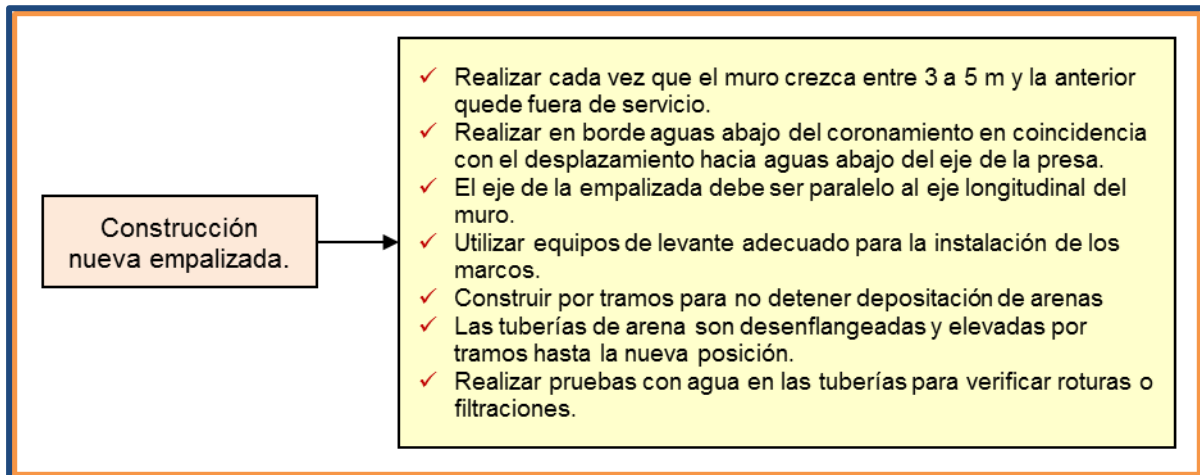 Construcción
nueva empalizada.
✓ Realizar cada vez que el muro crezca entre 3 a 5 m y la anterior
quede fuera de servicio.
✓ Realizar en borde aguas abajo del coronamiento en coincidencia
con el desplazamiento hacia aguas abajo del eje de la presa.
✓ El eje de la empalizada debe ser paralelo al eje longitudinal del
muro.
✓ Utilizar equipos de levante adecuado para la instalación de los
marcos.
✓ Construir por tramos para no detener depositación de arenas
✓ Las tuberías de arena son desenflangeadas y elevadas por
tramos hasta la nueva posición.
✓ Realizar pruebas con agua en las tuberías para verificar roturas o
filtraciones.